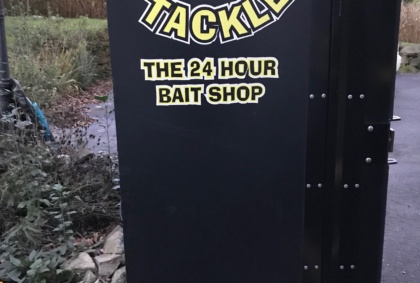 TACKLE
THE 24 HOUR
BAIT SHOP